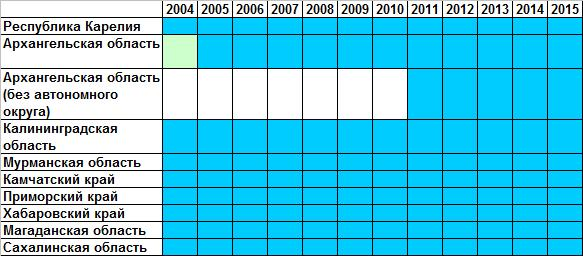 2004 2005 2006 2007 2008 2009 2010 2011 2012 2013 2014 2015
Республика Карелия
Архангельская область
Архангельская область
(без автономного
округа)
Калининградская
область
Мурманская область
Камчатский край
Приморский край
Хабаровский край
Магаданская область
Сахалинская область